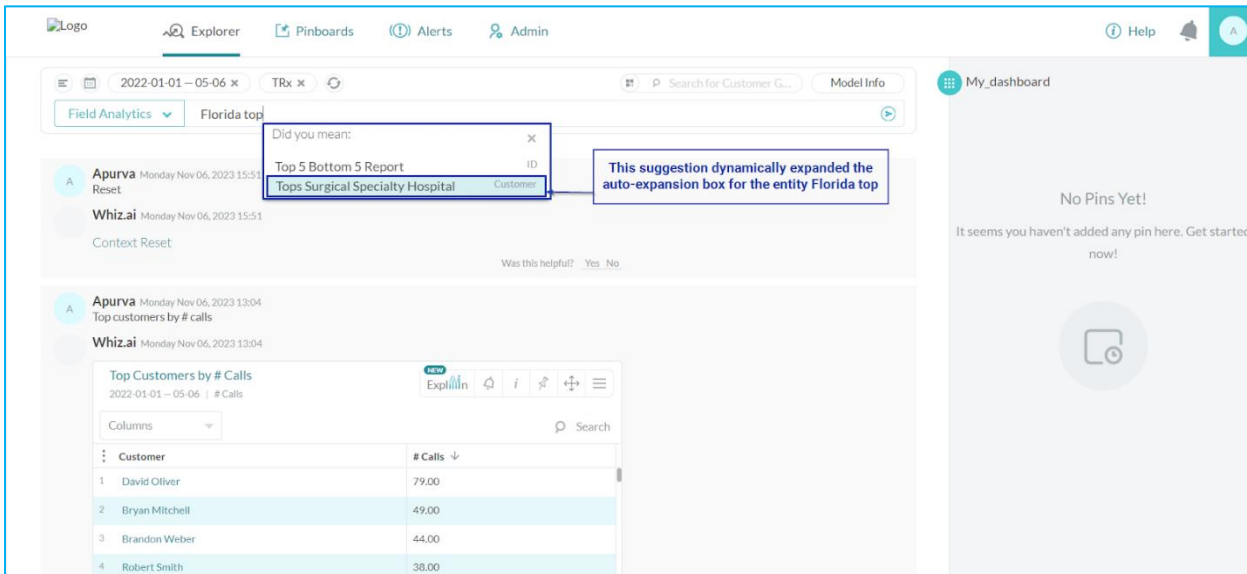 Logo
Explorer
Pinboards
Alerts
Admin
Help
A
2022-01-01 – 05-06 ×
TRx ×
Search for Customer G...
Model Info
My_dashboard
Field Analytics
Florida top
Did you mean:
×
Top 5 Bottom 5 Report
ID
Tops Surgical Specialty Hospital
Customer
This suggestion dynamically expanded the
auto-expansion box for the entity Florida top
A
Apurva Monday Nov 06, 2023 15:51
Reset
Whiz.ai Monday Nov 06, 2023 15:51
Context Reset
Was this helpful? Yes No
No Pins Yet!
It seems you haven't added any pin here. Get started
now!
A
Apurva Monday Nov 06, 2023 13:04
Top customers by # calls
Whiz.ai Monday Nov 06, 2023 13:04
Top Customers by # Calls
2022-01-01 – 05-06 | # Calls
NEW
Explain
i
Columns
Search
Customer
# Calls ↓
1 David Oliver 79.00
2 Bryan Mitchell 49.00
3 Brandon Weber 44.00
4 Robert Smith 38.00